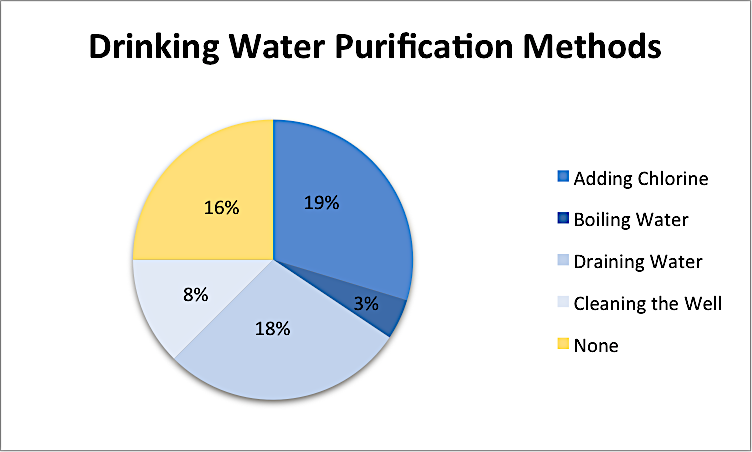 Drinking Water Purification Methods
16%
19%
8%
3%
18%
Adding Chlorine
Boiling Water
Draining Water
Cleaning the Well
None